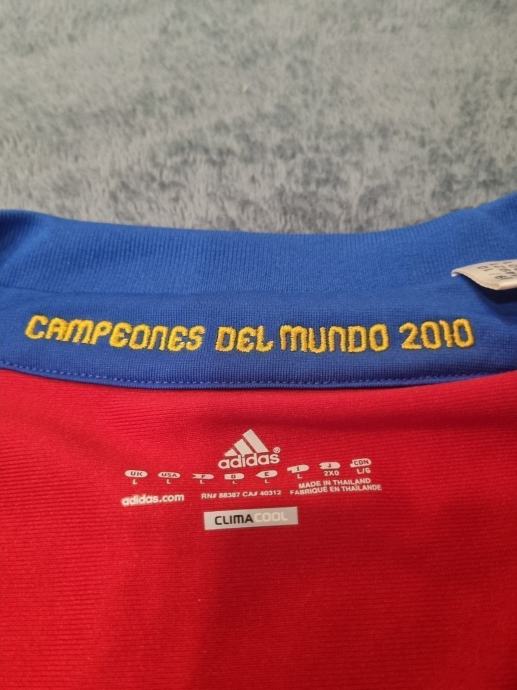 CAMPEONES DEL MUNDO 2010
adidas
UK USA F D E I J CDN
L L L L L L 2XO L/G
adidas.com RN# 88387 CA# 40312 MADE IN THAILAND
FABRIQUÉ EN THAÏLANDE
CLIMACOOL